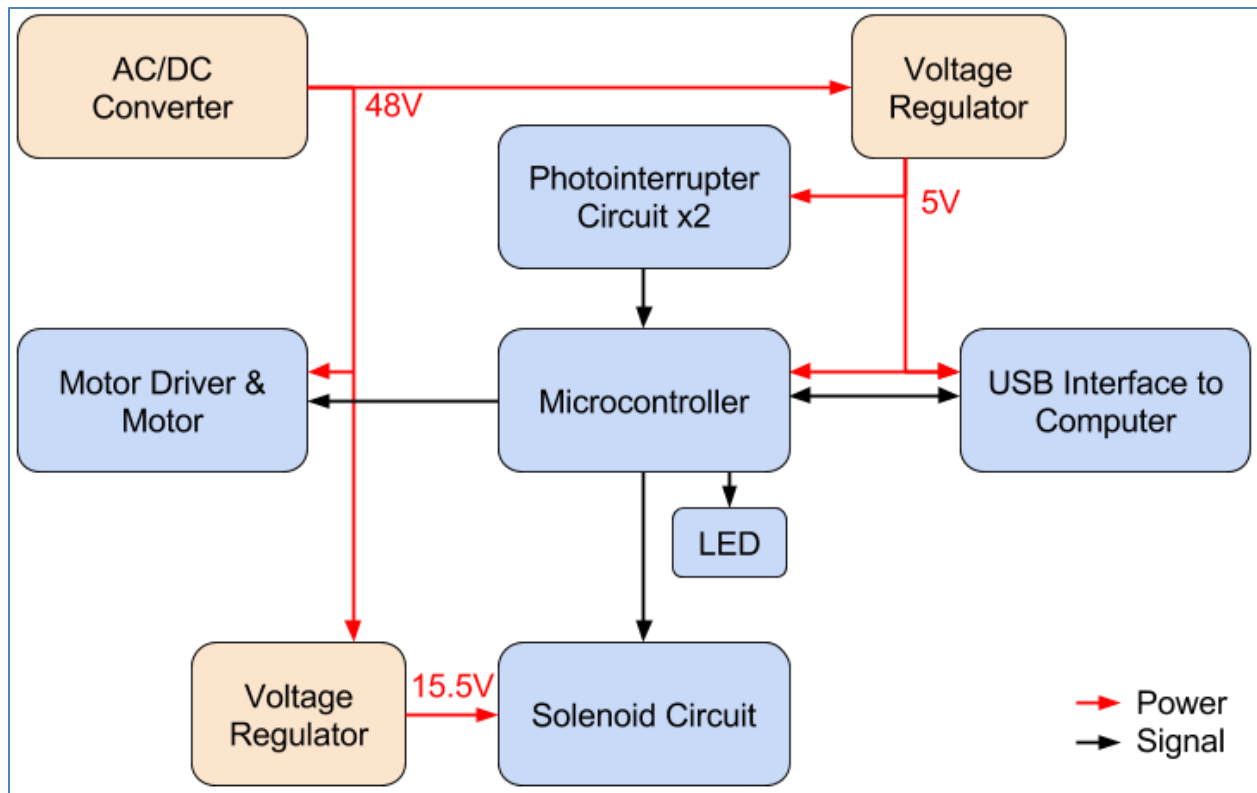 AC/DC
Converter
48V
Voltage
Regulator
Photointerrupter
Circuit x2
5V
Motor Driver &
Motor
Microcontroller
USB Interface to
Computer
LED
Voltage
Regulator
15.5V
Solenoid Circuit
Power
Signal